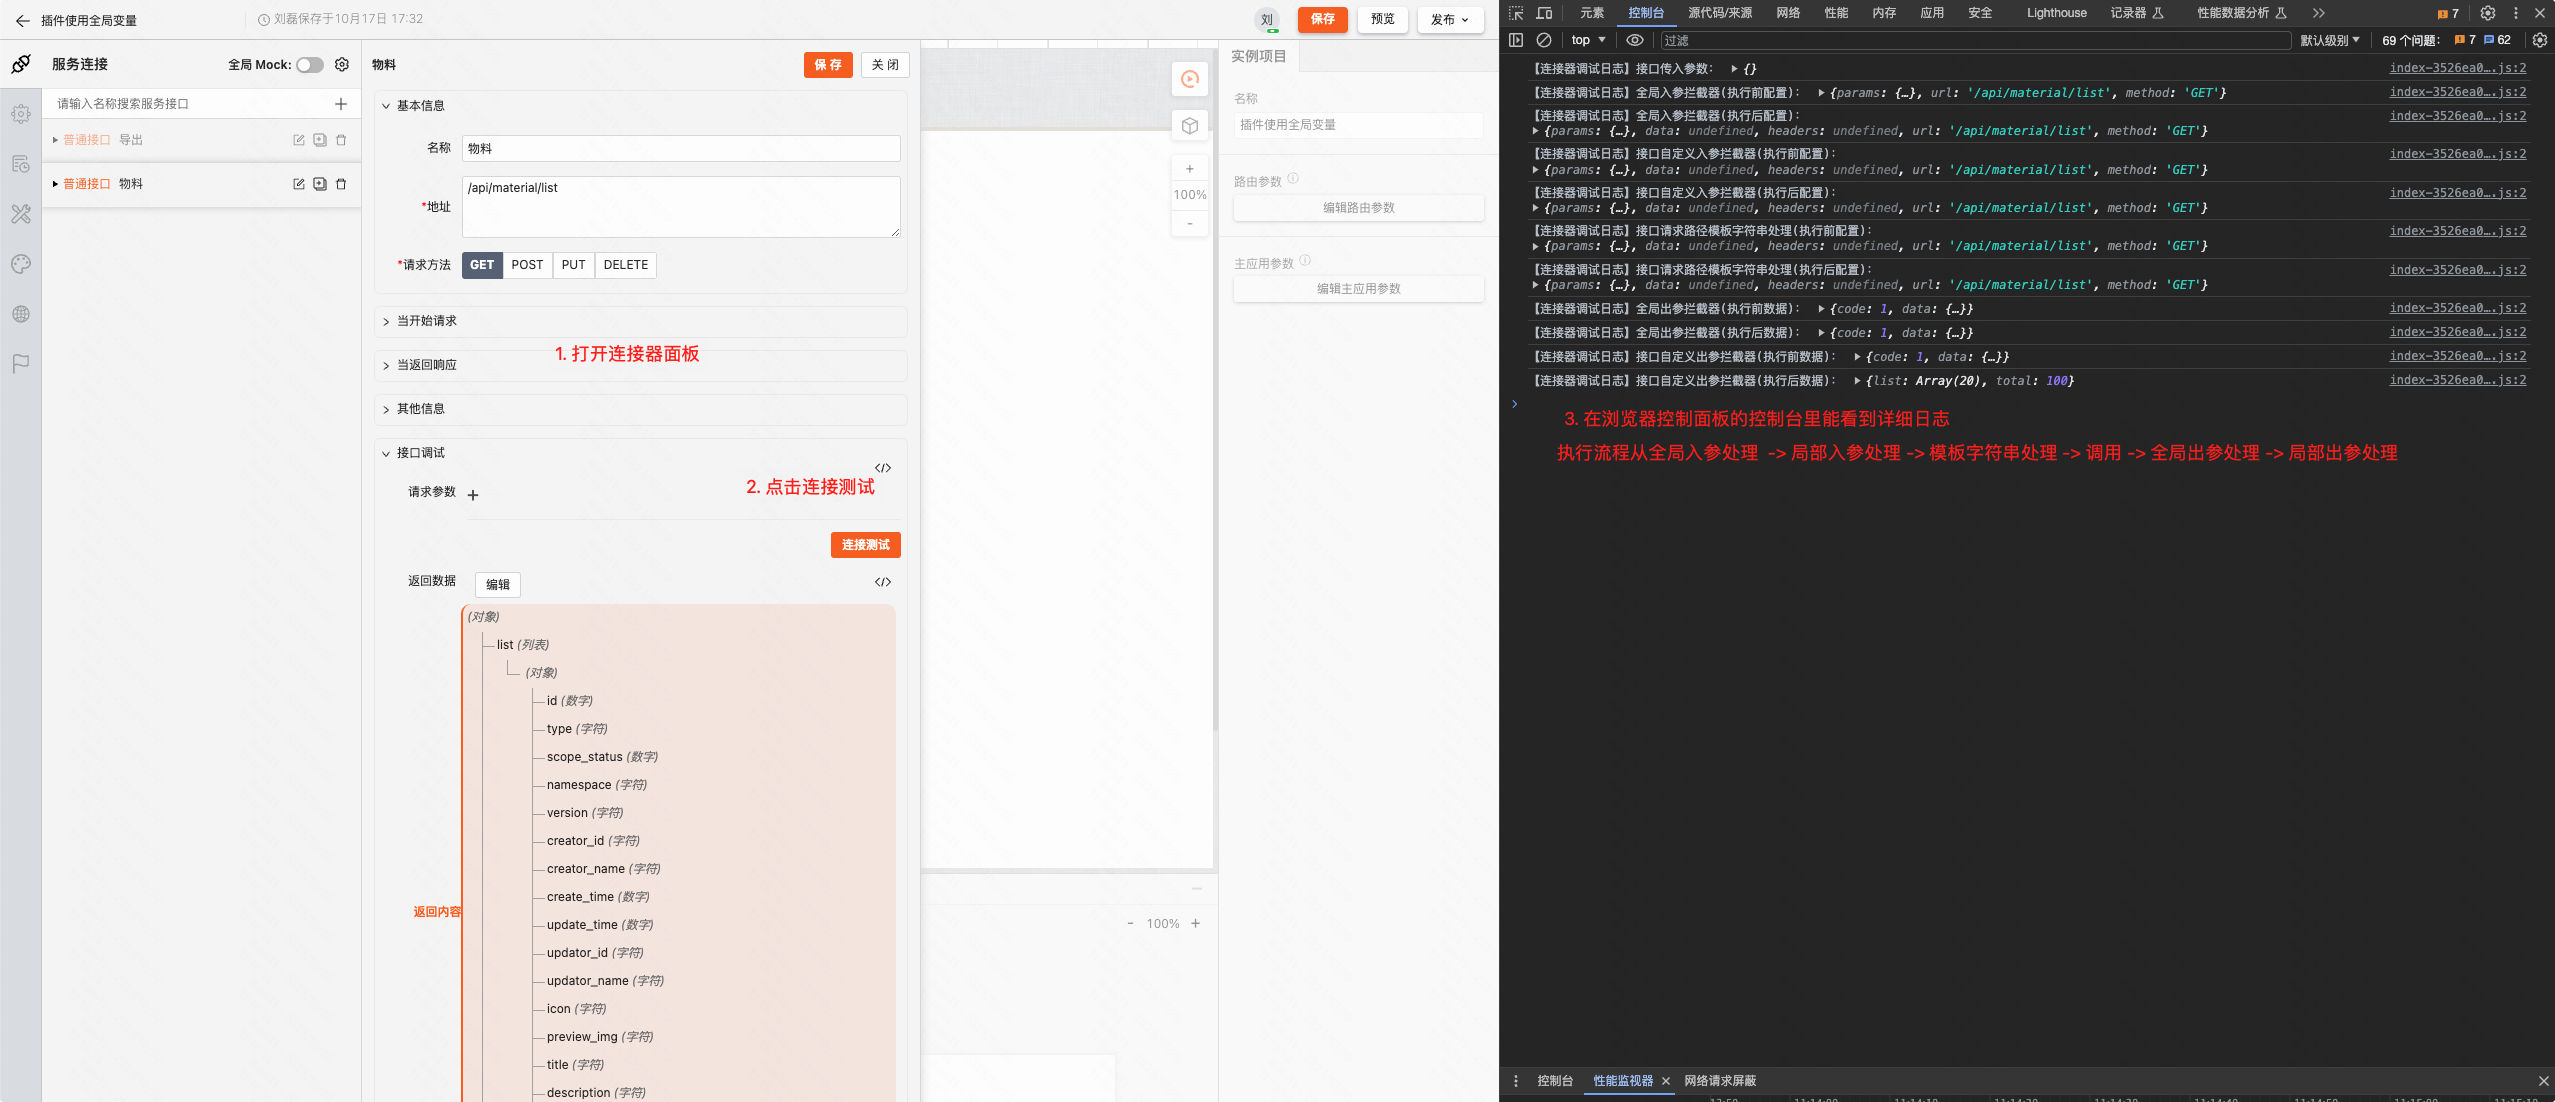 插件使用全局变量
刘磊保存于10月17日 17:32
刘
保存
预览
发布
服务连接
全局 Mock:
请输入名称搜索服务接口
普通接口 导出
普通接口 物料
物料
保 存
关 闭
基本信息
名称
物料
*地址
/api/material/list
*请求方法
GET
POST
PUT
DELETE
当开始请求
当返回响应
1. 打开连接器面板
其他信息
接口调试
</>
请求参数
2. 点击连接测试
连接测试
返回数据
编辑
</>
返回内容
(对象)
list (列表)
(对象)
id (数字)
type (字符)
scope_status (数字)
namespace (字符)
version (字符)
creator_id (字符)
creator_name (字符)
create_time (数字)
update_time (数字)
updator_id (字符)
updator_name (字符)
icon (字符)
preview_img (字符)
title (字符)
description (字符)
+
100%
-
- 100% +
实例项目
名称
插件使用全局变量
路由参数
编辑路由参数
主应用参数
编辑主应用参数
元素
控制台
源代码/来源
网络
性能
内存
应用
安全
Lighthouse
记录器
性能数据分析
7
top
过滤
默认级别
69 个问题:
7
62
【连接器调试日志】接口传入参数: {}
index-3526ea0….js:2
【连接器调试日志】全局入参拦截器(执行前配置): {params: {…}, url: '/api/material/list', method: 'GET'}
index-3526ea0….js:2
【连接器调试日志】全局入参拦截器(执行后配置):
index-3526ea0….js:2
{params: {…}, data: undefined, headers: undefined, url: '/api/material/list', method: 'GET'}
【连接器调试日志】接口自定义入参拦截器(执行前配置):
index-3526ea0….js:2
{params: {…}, data: undefined, headers: undefined, url: '/api/material/list', method: 'GET'}
【连接器调试日志】接口自定义入参拦截器(执行后配置):
index-3526ea0….js:2
{params: {…}, data: undefined, headers: undefined, url: '/api/material/list', method: 'GET'}
【连接器调试日志】接口请求路径模板字符串处理(执行前配置):
index-3526ea0….js:2
{params: {…}, data: undefined, headers: undefined, url: '/api/material/list', method: 'GET'}
【连接器调试日志】接口请求路径模板字符串处理(执行后配置):
index-3526ea0….js:2
{params: {…}, data: undefined, headers: undefined, url: '/api/material/list', method: 'GET'}
【连接器调试日志】全局出参拦截器(执行前数据): {code: 1, data: {…}}
index-3526ea0….js:2
【连接器调试日志】全局出参拦截器(执行后数据): {code: 1, data: {…}}
index-3526ea0….js:2
【连接器调试日志】接口自定义出参拦截器(执行前数据): {code: 1, data: {…}}
index-3526ea0….js:2
【连接器调试日志】接口自定义出参拦截器(执行后数据): {list: Array(20), total: 100}
index-3526ea0….js:2
3. 在浏览器控制面板的控制台里能看到详细日志
执行流程从全局入参处理 -> 局部入参处理 -> 模板字符串处理 -> 调用 -> 全局出参处理 -> 局部出参处理
控制台
性能监视器
网络请求屏蔽